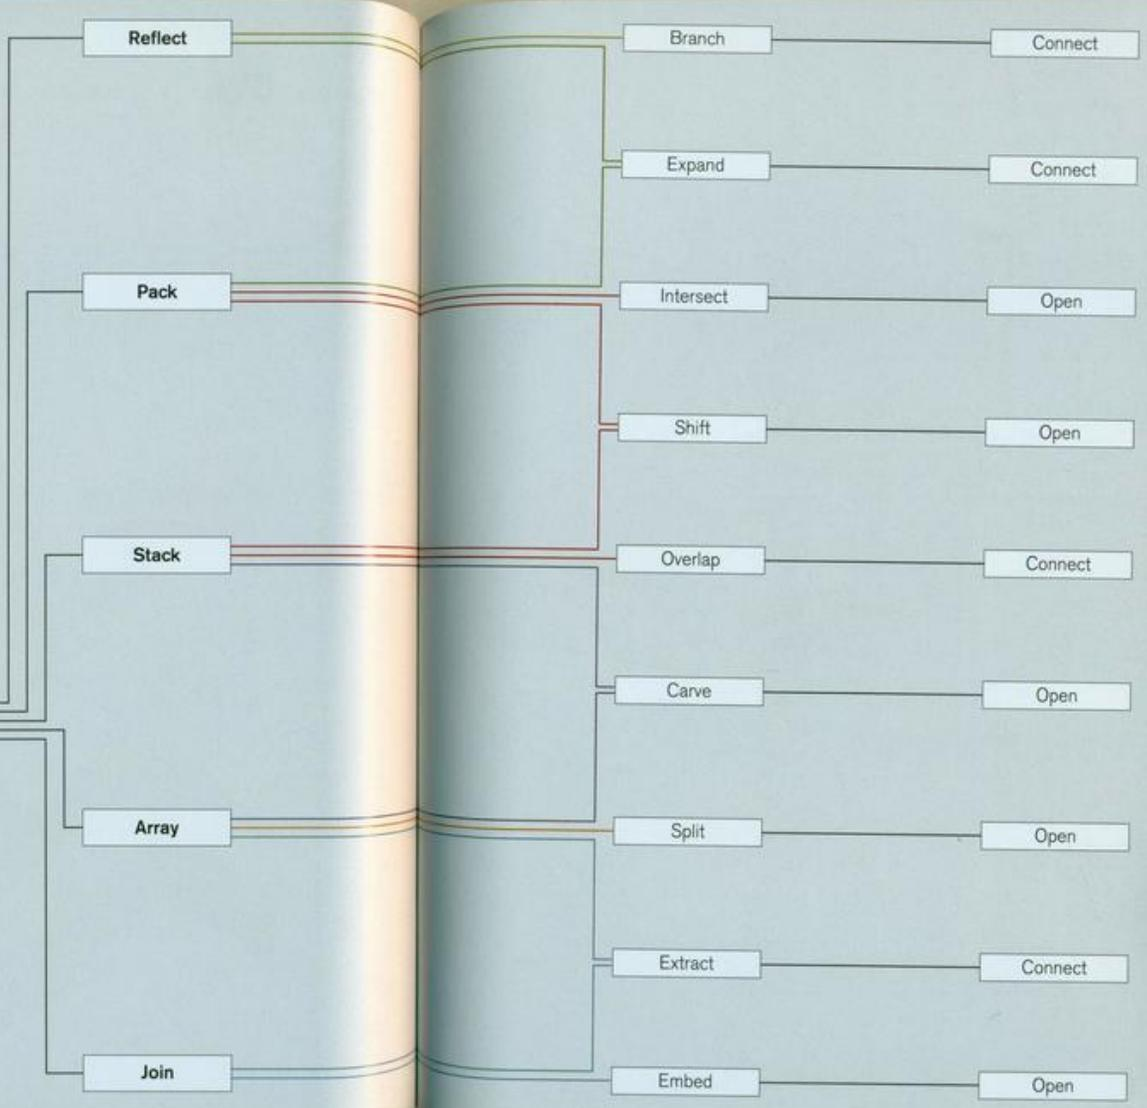 Reflect
Branch
Connect
Expand
Connect
Pack
Intersect
Open
Shift
Open
Stack
Overlap
Connect
Carve
Open
Array
Split
Open
Extract
Connect
Join
Embed
Open